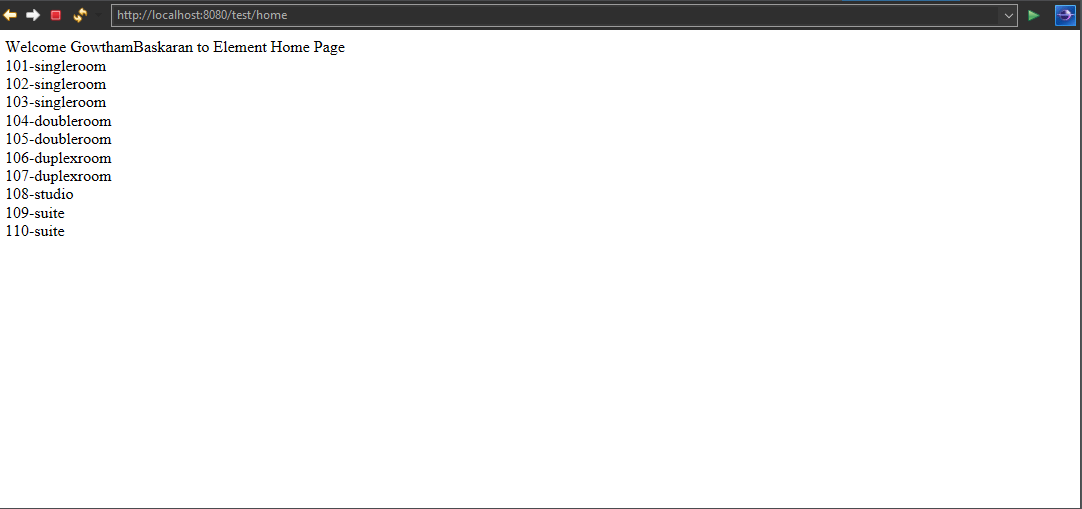 http://localhost:8080/test/home
Welcome GowthamBaskaran to Element Home Page
101-singleroom
102-singleroom
103-singleroom
104-doubleroom
105-doubleroom
106-duplexroom
107-duplexroom
108-studio
109-suite
110-suite